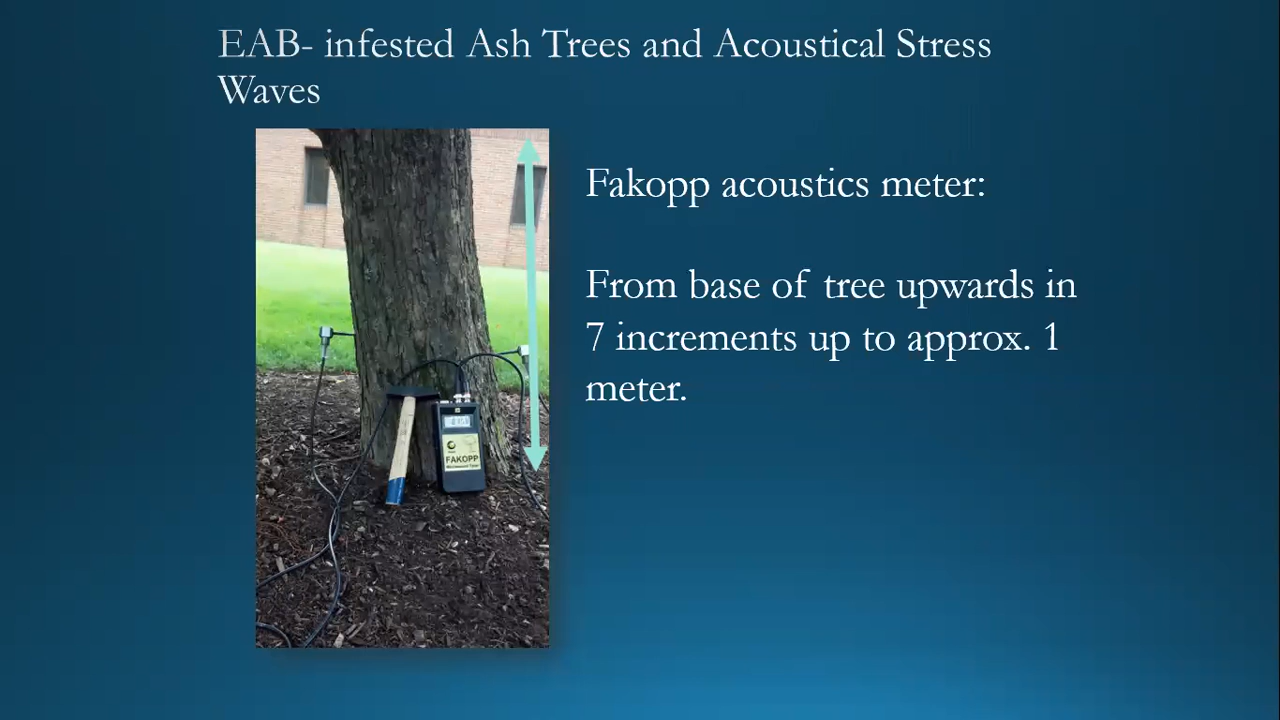 EAB- infested Ash Trees and Acoustical Stress
Waves
Fakopp acoustics meter:
From base of tree upwards in
7 increments up to approx. 1
meter.
FAKOPP